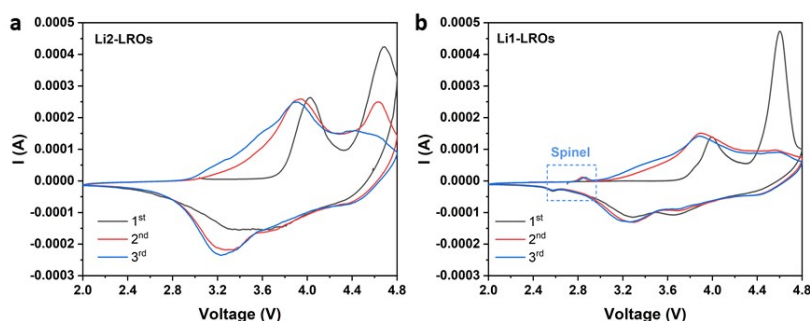 a
Li2-LROs
I (A)
0.0005
0.0004
0.0003
0.0002
0.0001
0.0000
-0.0001
-0.0002
-0.0003
1st
2nd
3rd
2.0 2.4 2.8 3.2 3.6 4.0 4.4 4.8
Voltage (V)
b
Li1-LROs
I (A)
0.0005
0.0004
0.0003
0.0002
0.0001
0.0000
-0.0001
-0.0002
-0.0003
Spinel
1st
2nd
3rd
2.0 2.4 2.8 3.2 3.6 4.0 4.4 4.8
Voltage (V)